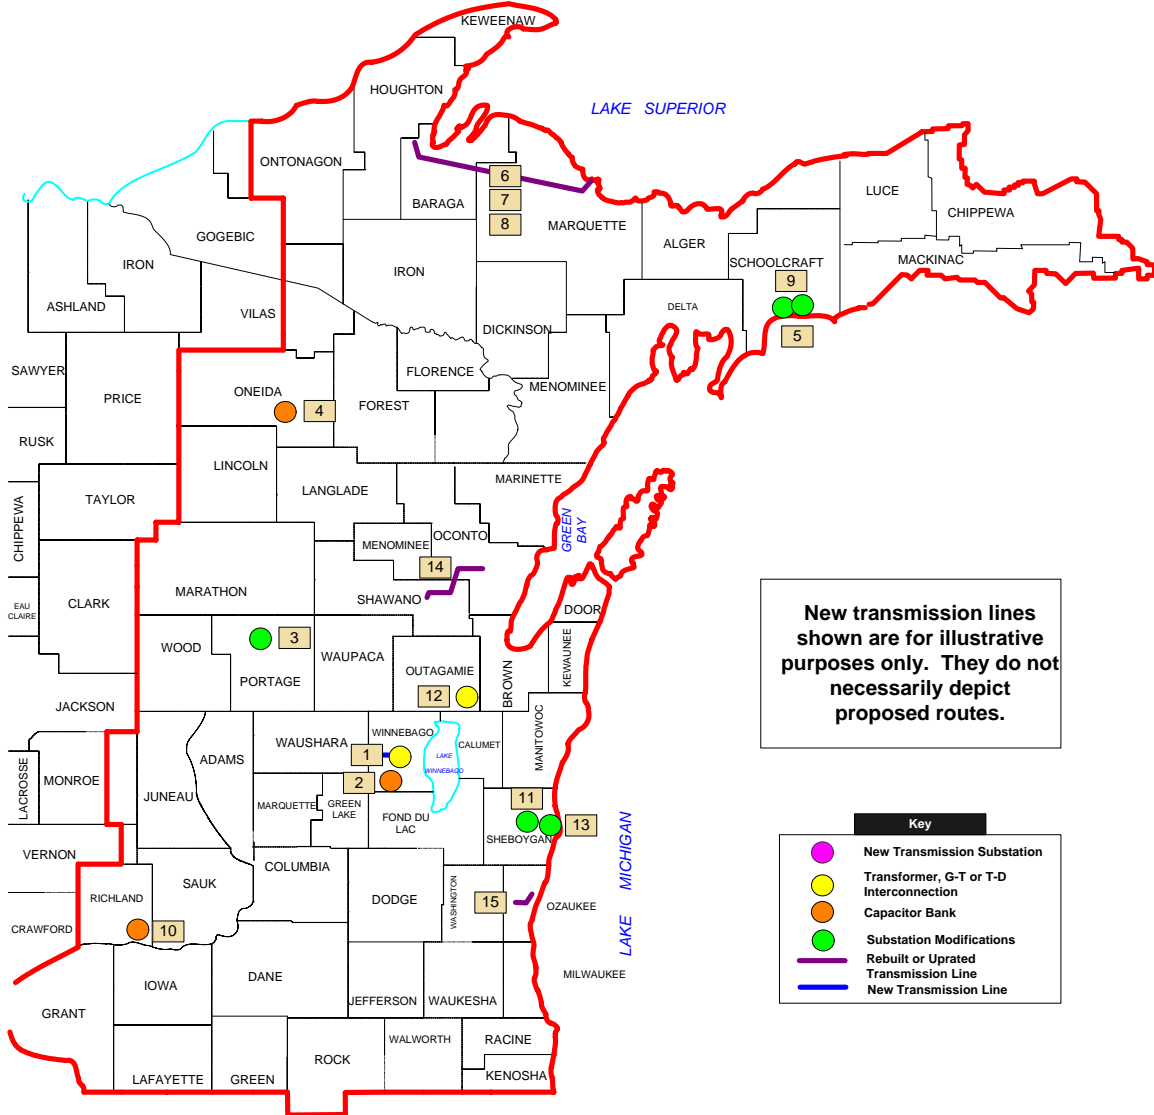 KEWEENAW
HOUGHTON
LAKE SUPERIOR
ONTONAGON
6
BARAGA
7
8
MARQUETTE
LUCE
CHIPPEWA
GOGEBIC
ALGER
IRON
IRON
SCHOOLCRAFT
MACKINAC
9
ASHLAND
VILAS
DICKINSON
DELTA
5
SAWYER
PRICE
ONEIDA
FLORENCE
MENOMINEE
4
FOREST
RUSK
LINCOLN
LANGLADE
MARINETTE
TAYLOR
CHIPPEWA
GREEN
BAY
MENOMINEE
OCONTO
14
MARATHON
SHAWANO
CLARK
EAU
CLAIRE
DOOR
3
WOOD
WAUPACA
PORTAGE
OUTAGAMIE
12
BROWN
KEWAUNEE
New transmission lines
shown are for illustrative
purposes only. They do not
necessarily depict
proposed routes.
JACKSON
WAUSHARA
WINNEBAGO
CALUMET
MANITOWOC
1
LAKE
WINNEBAGO
ADAMS
LACROSSE
MONROE
JUNEAU
2
MARQUETTE
GREEN
LAKE
FOND DU
LAC
11
13
SHEBOYGAN
LAKE MICHIGAN
VERNON
COLUMBIA
SAUK
RICHLAND
DODGE
WASHINGTON
15
OZAUKEE
CRAWFORD
10
MILWAUKEE
IOWA
DANE
JEFFERSON
WAUKESHA
GRANT
WALWORTH
RACINE
ROCK
LAFAYETTE
GREEN
KENOSHA
Key
New Transmission Substation
Transformer, G-T or T-D
Interconnection
Capacitor Bank
Substation Modifications
Rebuilt or Uprated
Transmission Line
New Transmission Line